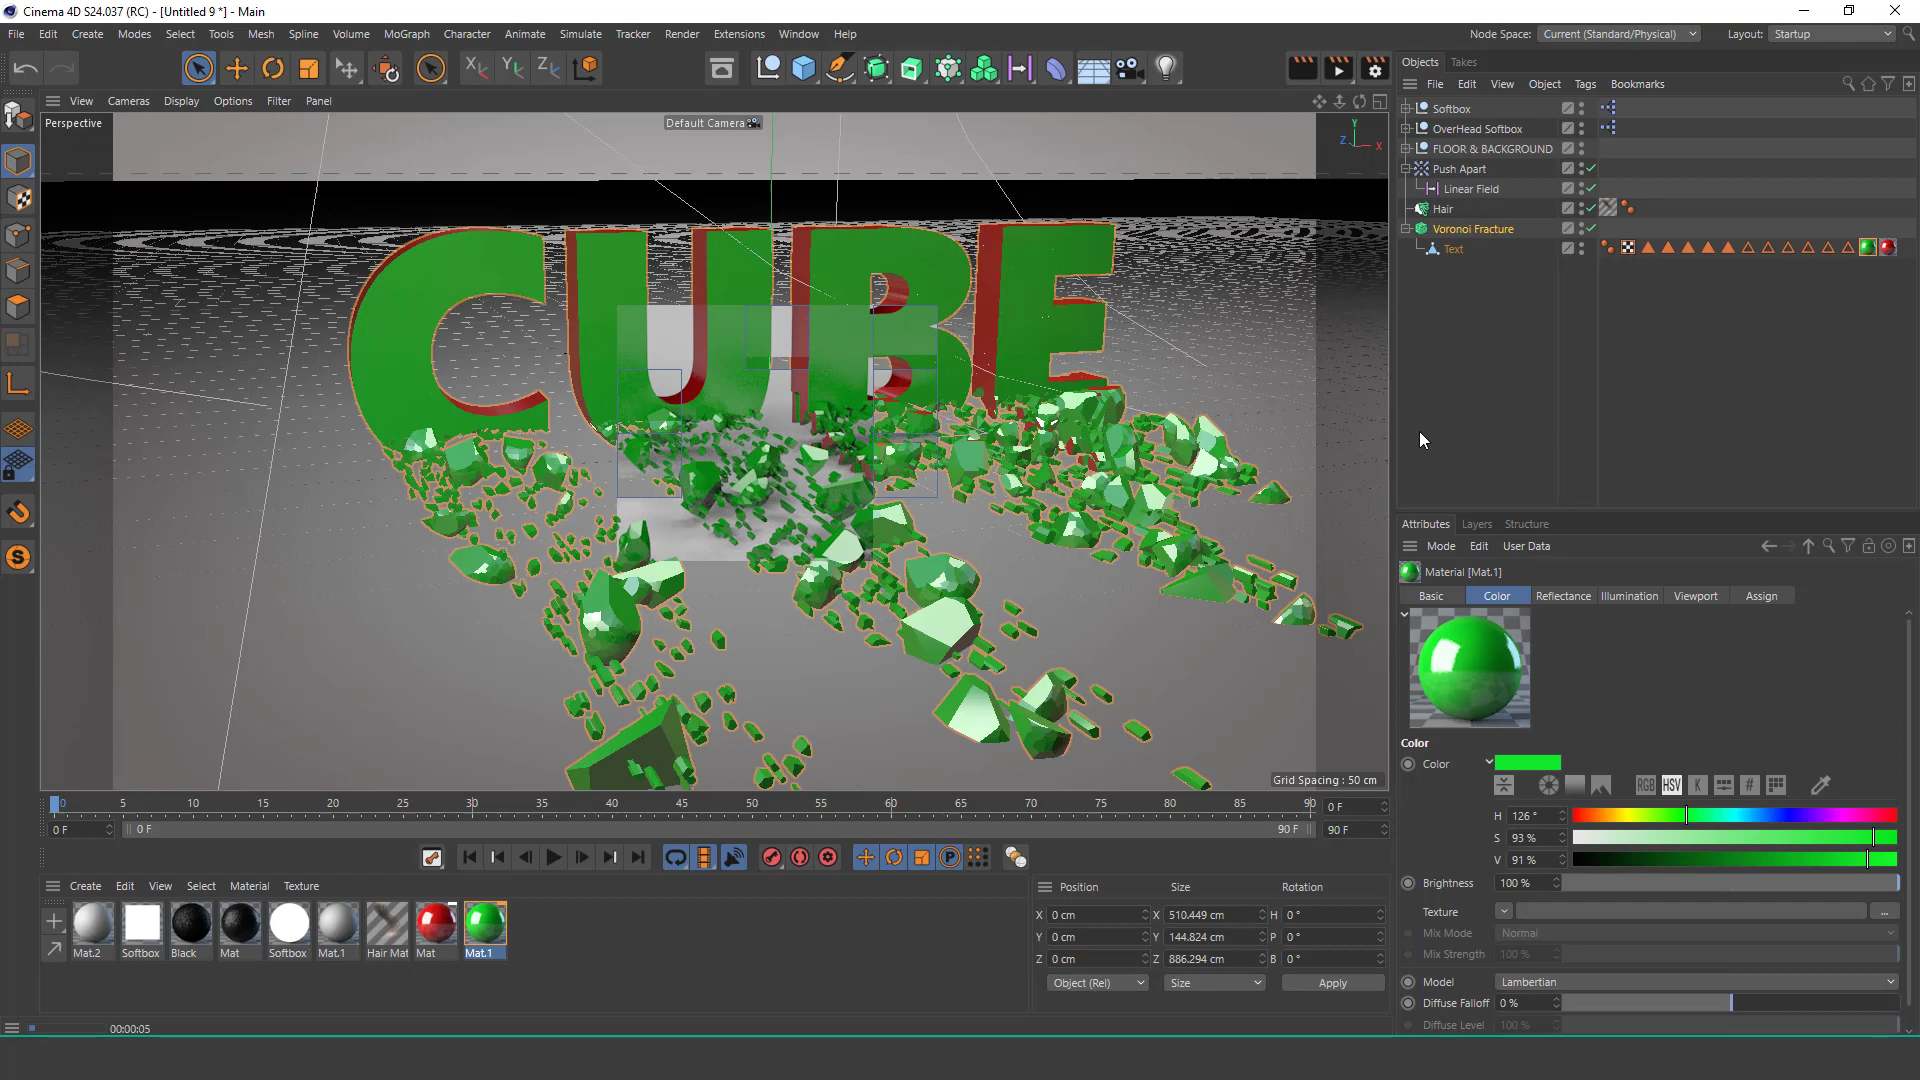 Cinema 4D S24.037 (RC) - [Untitled 9 *] - Main
File Edit Create Modes Select Tools Mesh Spline Volume MoGraph Character Animate Simulate Tracker Render Extensions Window Help
Node Space: Current (Standard/Physical) Layout: Startup
X Y Z
Objects Takes
File Edit View Object Tags Bookmarks
View Cameras Display Options Filter Panel
Perspective
Default Camera
Y
Z X
CUBE
Grid Spacing : 50 cm
Softbox
OverHead Softbox
FLOOR & BACKGROUND
Push Apart
Linear Field
Hair
Voronoi Fracture
Text
Attributes Layers Structure
Mode Edit User Data
Material [Mat.1]
Basic Color Reflectance Illumination Viewport Assign
Color
Color
RGB HSV K #
H 126 °
S 93 %
V 91 %
Brightness 100 %
Texture ...
Mix Mode Normal
Mix Strength 100 %
Model Lambertian
Diffuse Falloff 0 %
Diffuse Level 100 %
0 5 10 15 20 25 30 35 40 45 50 55 60 65 70 75 80 85 90 0 F
0 F 0 F 90 F 90 F
P
S
Create Edit View Select Material Texture
Mat.2 Softbox Black Mat Softbox Mat.1 Hair Mat Mat Mat.1
Position Size Rotation
X 0 cm X 510.449 cm H 0 °
Y 0 cm Y 144.824 cm P 0 °
Z 0 cm Z 886.294 cm B 0 °
Object (Rel) Size Apply
00:00:05